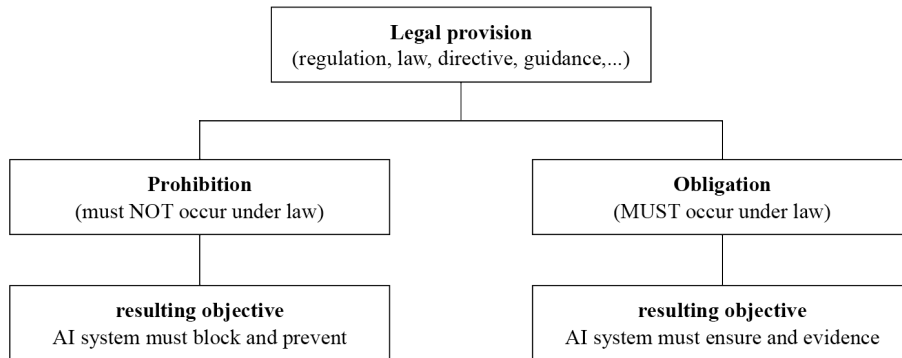 Legal provision
(regulation, law, directive, guidance,...)
Prohibition
(must NOT occur under law)
Obligation
(MUST occur under law)
resulting objective
AI system must block and prevent
resulting objective
AI system must ensure and evidence